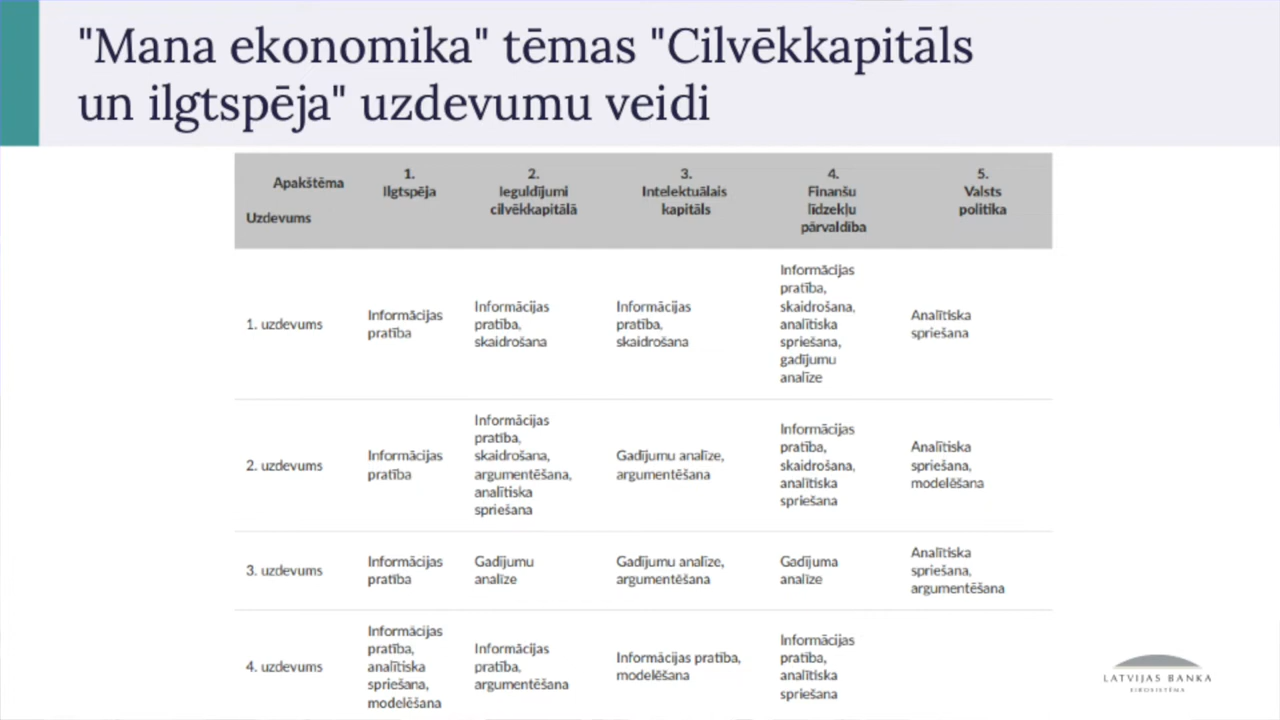 "Mana ekonomika" tēmas "Cilvēkkapitāls
un ilgtspēja" uzdevumu veidi
Apakštēma
Uzdevums
1.
Ilgtspēja
2.
Ieguldījumi
cilvēkkapitālā
3.
Intelektuālais
kapitāls
4.
Finanšu
līdzekļu
pārvaldība
5.
Valsts
politika
1. uzdevums
Informācijas
pratība
Informācijas
pratība,
skaidrošana
Informācijas
pratība,
skaidrošana
Informācijas
pratība,
skaidrošana,
analītiska
spriešana,
gadījumu
analīze
Analītiska
spriešana
2. uzdevums
Informācijas
pratība
Informācijas
pratība,
skaidrošana,
argumentēšana,
analītiska
spriešana
Gadījumu analīze,
argumentēšana
Informācijas
pratība,
skaidrošana,
analītiska
spriešana
Analītiska
spriešana,
modelēšana
3. uzdevums
Informācijas
pratība
Gadījumu
analīze
Gadījumu analīze,
argumentēšana
Gadījuma
analīze
Analītiska
spriešana,
argumentēšana
4. uzdevums
Informācijas
pratība,
analītiska
spriešana,
modelēšana
Informācijas
pratība,
argumentēšana
Informācijas pratība,
modelēšana
Informācijas
pratība,
analītiska
spriešana
LATVIJAS BANKA
EIROSISTĒMA